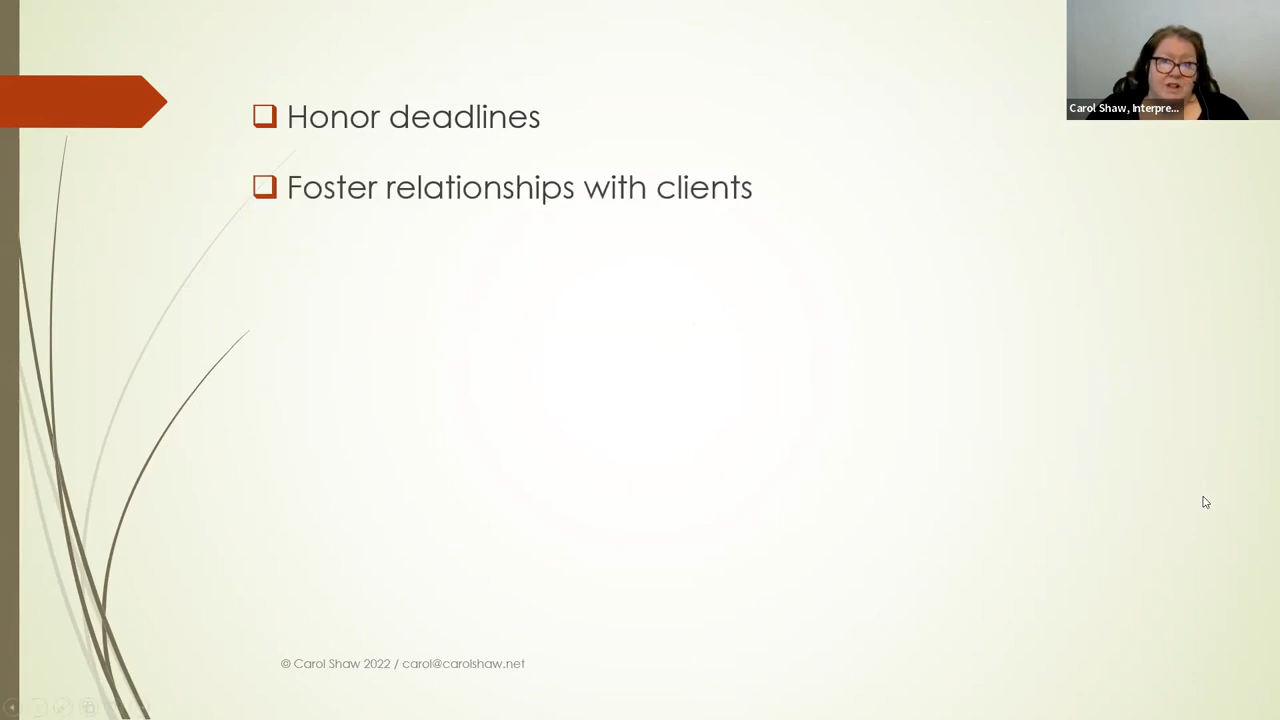 Honor deadlines
Foster relationships with clients
Carol Shaw, Interpre...
© Carol Shaw 2022 / carol@carolshaw.net